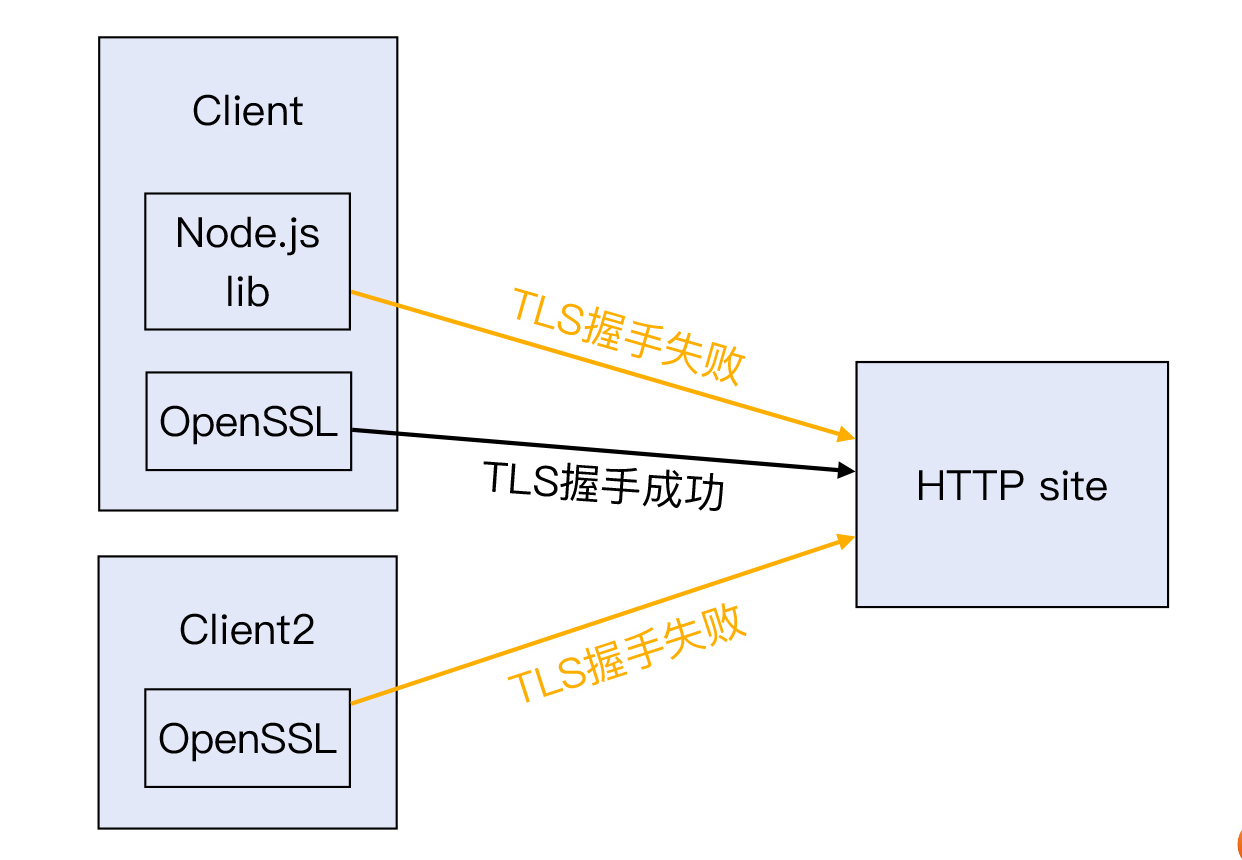 Client
Node.js
lib
TLS握手失败
OpenSSL
TLS握手成功
HTTP site
Client2
TLS握手失败
OpenSSL